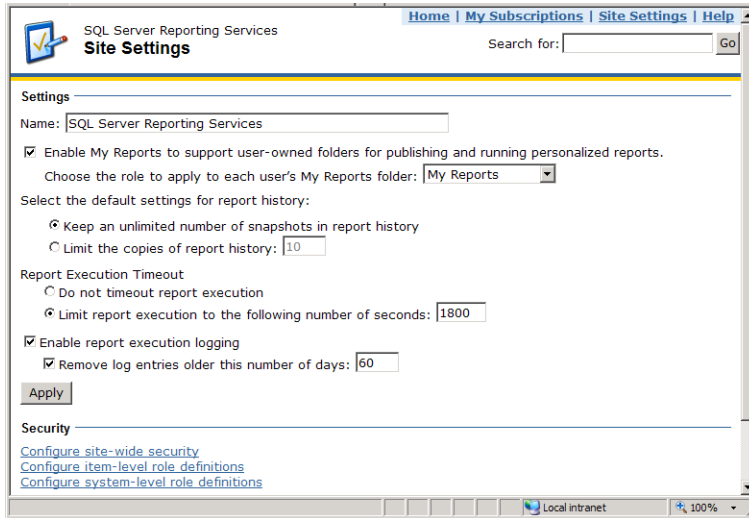 Home | My Subscriptions | Site Settings | Help
SQL Server Reporting Services
Site Settings
Search for:
Go
Settings
Name: SQL Server Reporting Services
Enable My Reports to support user-owned folders for publishing and running personalized reports.
Choose the role to apply to each user's My Reports folder: My Reports
Select the default settings for report history:
Keep an unlimited number of snapshots in report history
Limit the copies of report history: 10
Report Execution Timeout
Do not timeout report execution
Limit report execution to the following number of seconds: 1800
Enable report execution logging
Remove log entries older this number of days: 60
Apply
Security
Configure site-wide security
Configure item-level role definitions
Configure system-level role definitions
Local intranet
100%